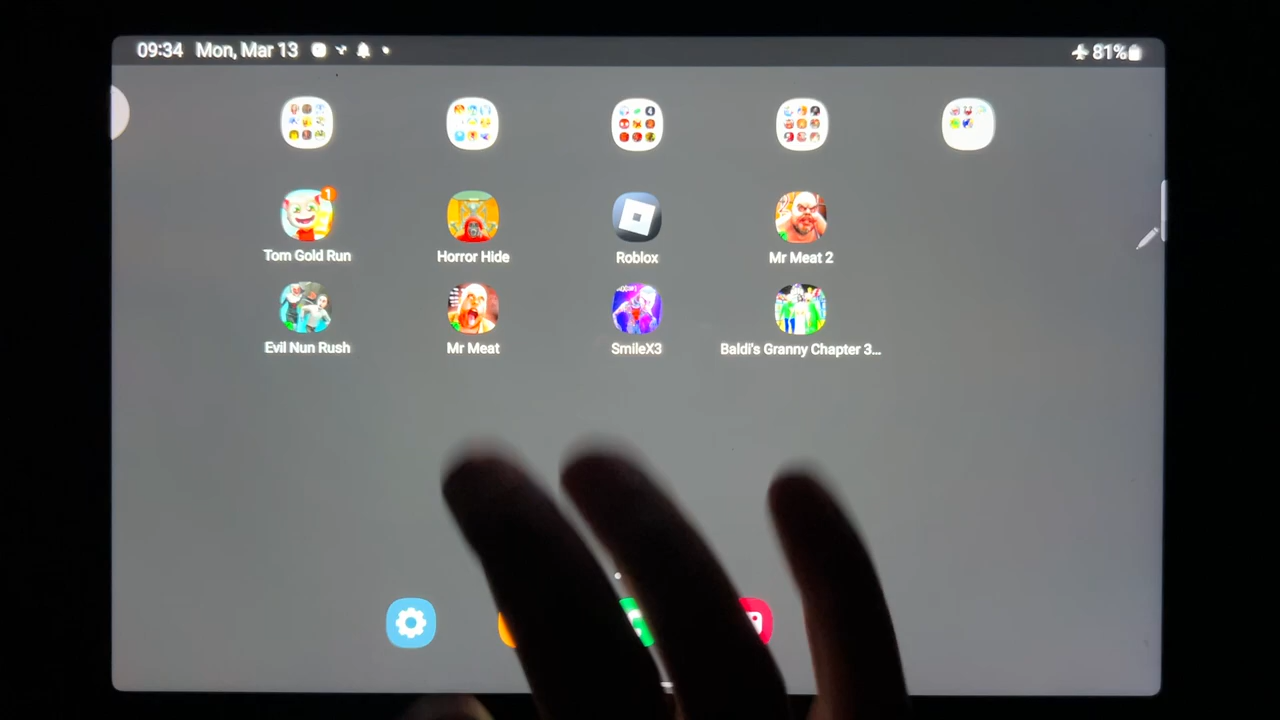 09:34 Mon, Mar 13
81%
1
Tom Gold Run
Horror Hide
Roblox
Mr Meat 2
Evil Nun Rush
Mr Meat
SmileX3
Baldi's Granny Chapter 3...